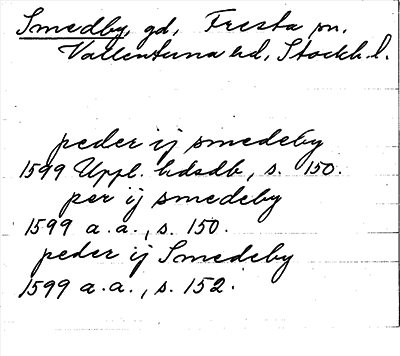 Smedby, gd, Fresta sn.
Vallentuna hd, Stockh. l.
peder ij smedeby
1599 Uppl. hdsdb, s. 150.
per ij smedeby
1599 a.a., s. 150.
peder ij Smedeby
1599 a.a., s. 152.